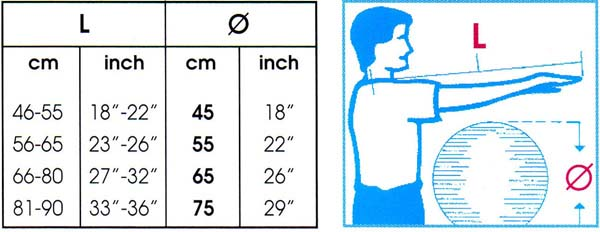 L Ø
cm inch cm inch
46-55 18"-22" 45 18"
56-65 23"-26" 55 22"
66-80 27"-32" 65 26"
81-90 33"-36" 75 29"
L
Ø